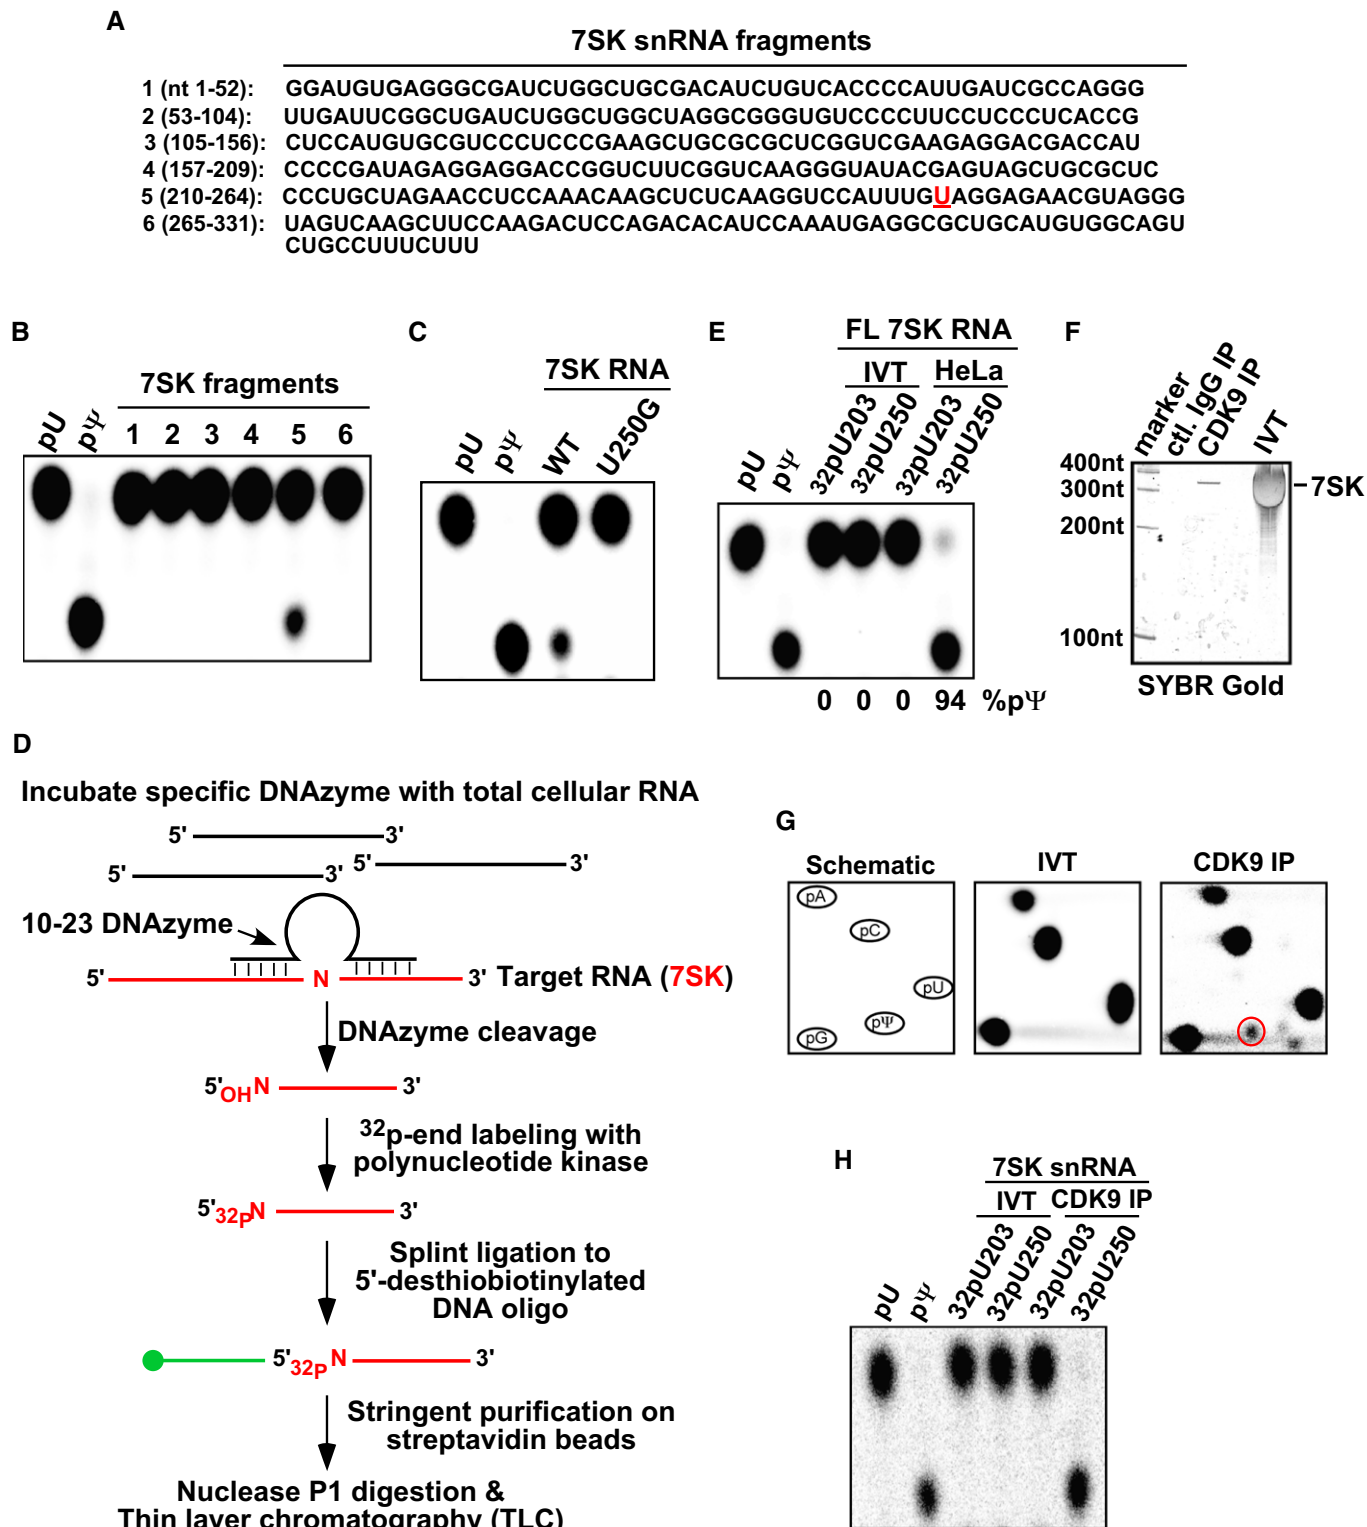 A
7SK snRNA fragments
1 (nt 1-52): GGAUGUGAGGGCGAUCUGGCUGCGACAUCUGUCACCCCAUUGAUCGCCAGGG
2 (53-104): UUGAUUCGGCUGAUCUGGCUGGCUAGGCGGGUGUCCCCUUCCUCCCUCACCG
3 (105-156): CUCCAUGUGCGUCCCUCCCGAAGCUGCGCGCUCGGUCGAAGAGGACGACCAU
4 (157-209): CCCCGAUAGAGGAGGACCGGUCUUCGGUCAAGGGUAUACGAGUAGCUGCGCUC
5 (210-264): CCCUGCUAGAACCUCCAAACAAGCUCUCAAGGUCCAUUUGUAGGAGAACGUAGGG
6 (265-331): UAGUCAAGCUUCCAAGACUCCAGACACAUCCAAAUGAGGCGCUGCAUGUGGCAGU
CUGCCUUUCUUU
B
7SK fragments
pU pΨ 1 2 3 4 5 6
C
7SK RNA
pU pΨ WT U250G
E
FL 7SK RNA
IVT HeLa
pU pΨ 32pU203 32pU250 32pU203 32pU250
0 0 0 94 %pΨ
F
marker ctl. IgG IP CDK9 IP IVT
400nt
300nt
200nt
100nt
7SK
SYBR Gold
D
Incubate specific DNAzyme with total cellular RNA
5' 3'
5' 3' 5' 3'
10-23 DNAzyme
5' N 3' Target RNA (7SK)
DNAzyme cleavage
5' OH N 3'
32p-end labeling with
polynucleotide kinase
5' 32P N 3'
Splint ligation to
5'-desthiobiotinylated
DNA oligo
5' 32P N 3'
Stringent purification on
streptavidin beads
Nuclease P1 digestion &
Thin layer chromatography (TLC)
G
Schematic IVT CDK9 IP
pA
pC
pU
pΨ
pG
H
7SK snRNA
IVT CDK9 IP
pU pΨ 32pU203 32pU250 32pU203 32pU250